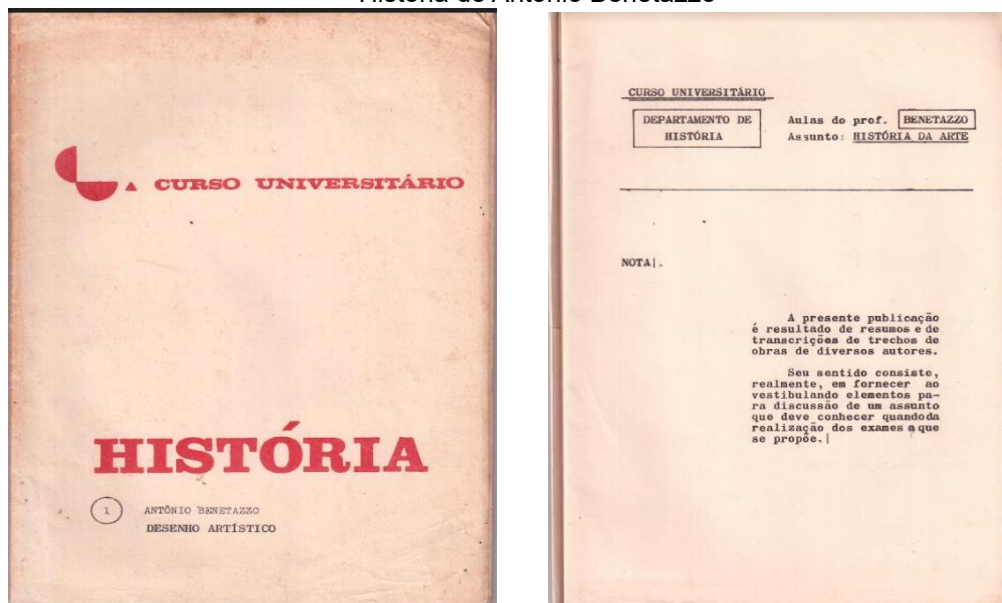 História de Antônio Benetazzo
CURSO UNIVERSITÁRIO
HISTÓRIA
1
ANTÔNIO BENETAZZO
DESENHO ARTÍSTICO
CURSO UNIVERSITÁRIO
DEPARTAMENTO DE
HISTÓRIA
Aulas do prof. BENETAZZO
Assunto: HISTÓRIA DA ARTE
NOTA|.
A presente publicação
é resultado de resumos e de
transcrições de trechos de
obras de diversos autores.
Seu sentido consiste,
realmente, em fornecer ao
vestibulando elementos pa-
ra discussão de um assunto
que deve conhecer quandoda
realização dos exames a que
se propõe.|